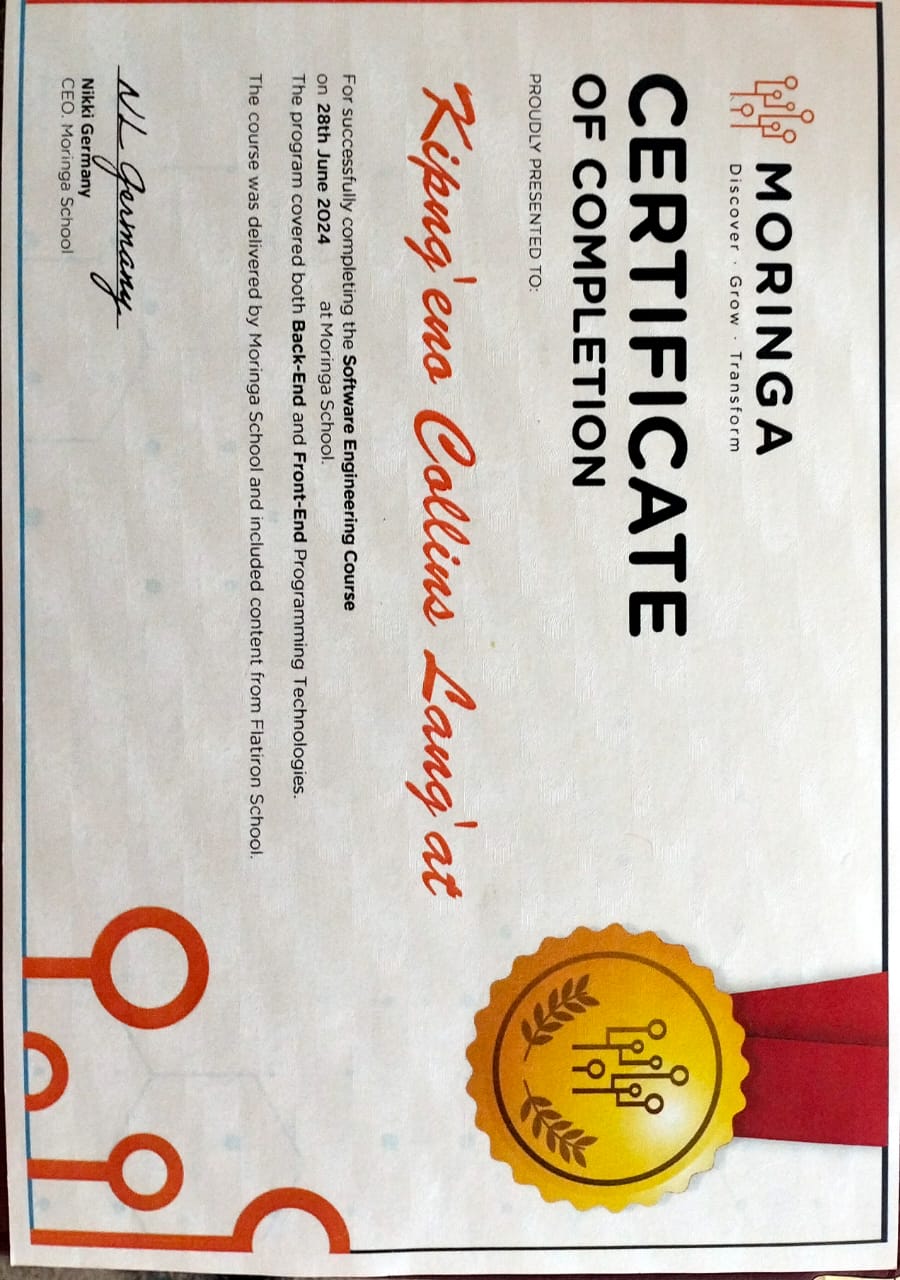 MORINGA
Discover · Grow · Transform
CERTIFICATE
OF COMPLETION
PROUDLY PRESENTED TO:
Kipng'eno Collins Lang'at
For successfully completing the Software Engineering Course
on 28th June 2024 at Moringa School.
The program covered both Back-End and Front-End Programming Technologies.
The course was delivered by Moringa School and included content from Flatiron School.
NL Germany
Nikki Germany
CEO. Moringa School